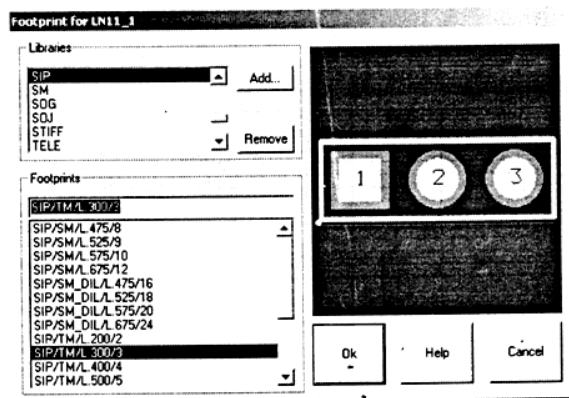 Footprint for LN11_1
Libraries
SIP
SM
SOG
SOJ
STIFF
TELE
Add...
Remove
Footprints
SIP/TM/L.300/3
SIP/SM/L.475/8
SIP/SM/L.525/9
SIP/SM/L.575/10
SIP/SM/L.675/12
SIP/SM_DIL/L.475/16
SIP/SM_DIL/L.525/18
SIP/SM_DIL/L.575/20
SIP/SM_DIL/L.675/24
SIP/TM/L.200/2
SIP/TM/L.300/3
SIP/TM/L.400/4
SIP/TM/L.500/5
1 2 3
Ok Help Cancel